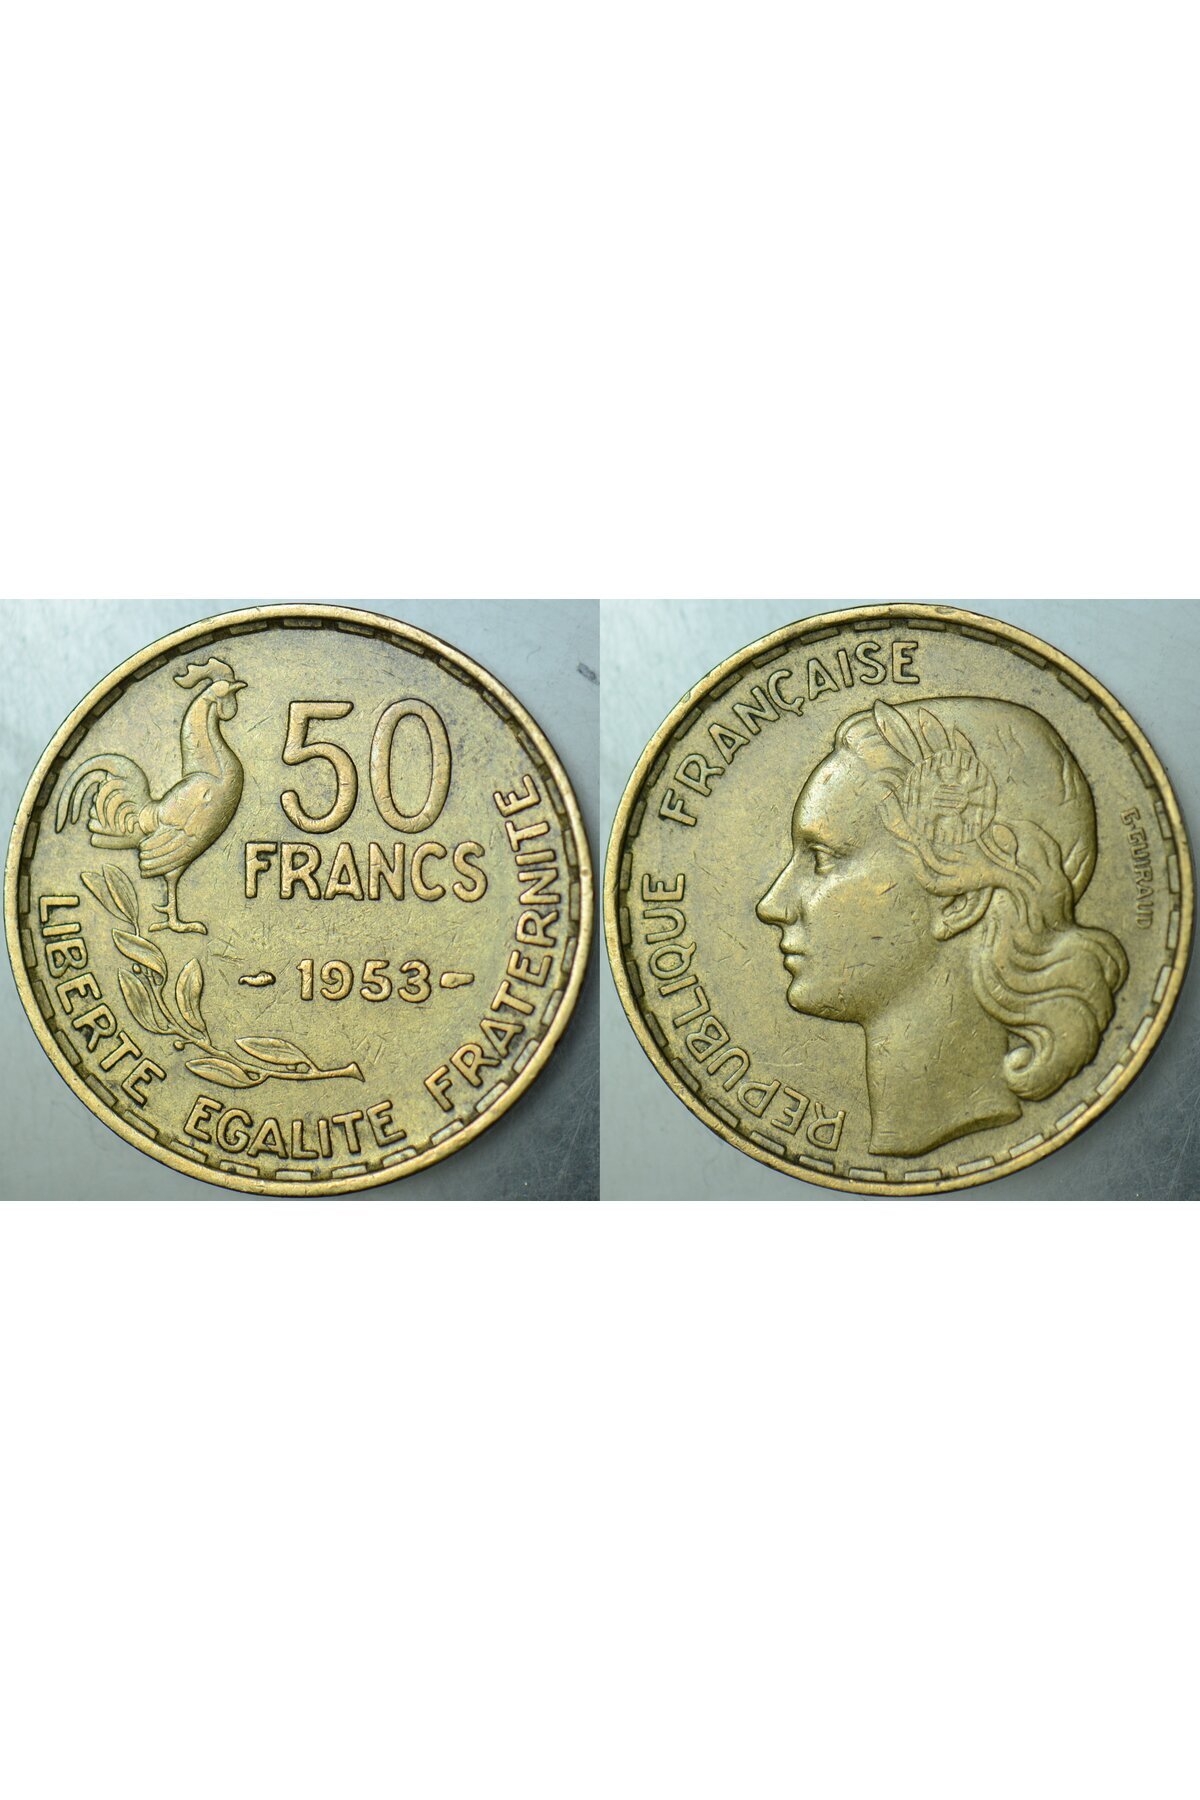 50
FRANCS
1953
LIBERTE EGALITE FRATERNITE
REPUBLIQUE FRANÇAISE
G·GUIRAUD